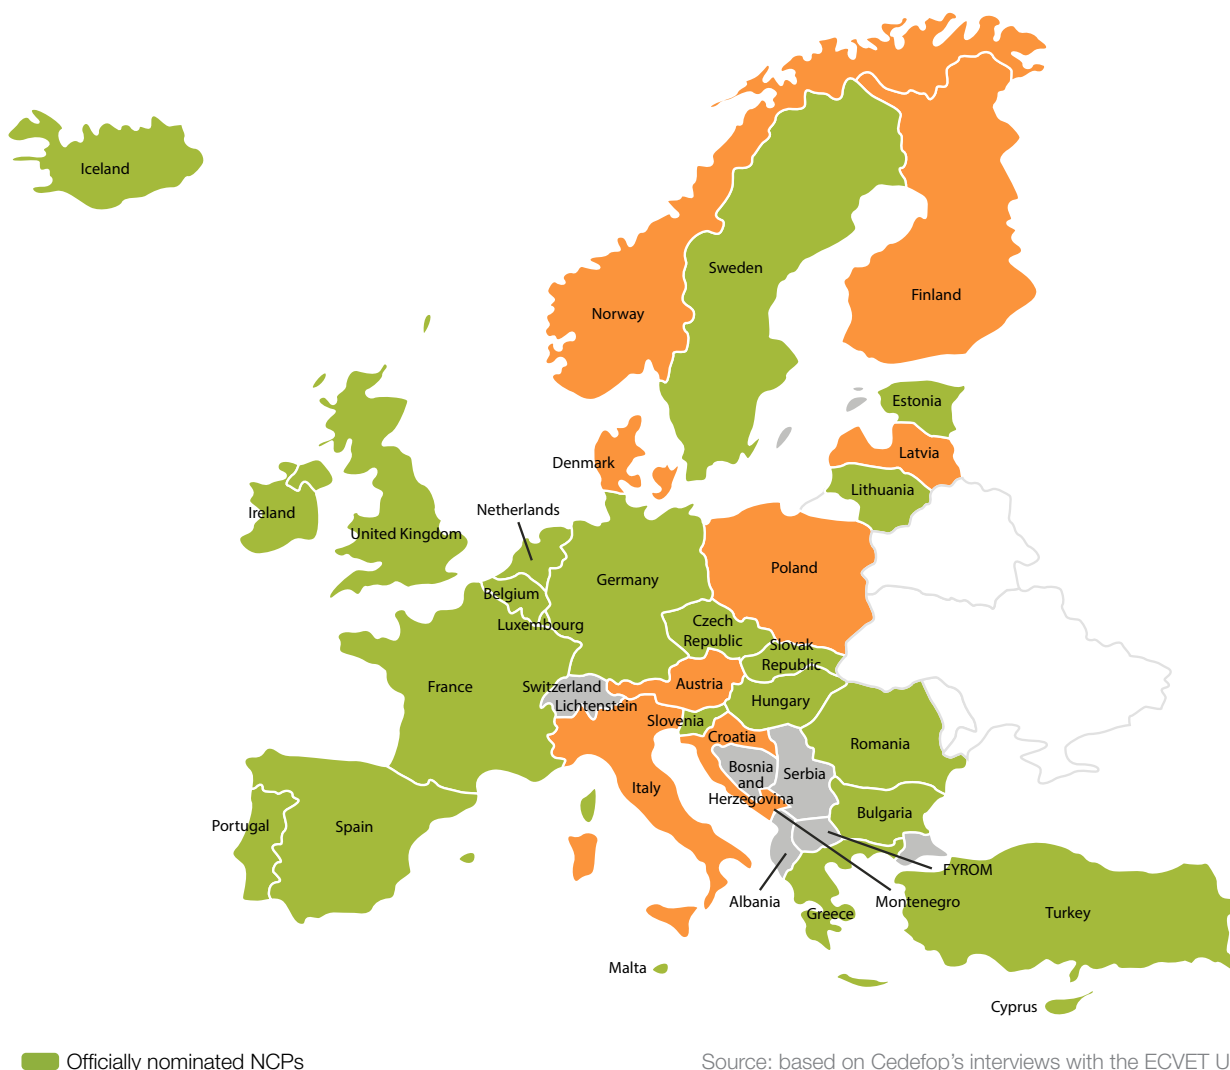 Iceland
Sweden
Norway
Finland
Estonia
Denmark
Latvia
Lithuania
Ireland
Netherlands
United Kingdom
Poland
Germany
Belgium
Luxembourg
Czech
Republic
Slovak
Republic
France
Switzerland
Lichtenstein
Austria
Hungary
Slovenia
Croatia
Romania
Bosnia
and
Herzegovina
Serbia
Italy
Bulgaria
Portugal
Spain
FYROM
Albania
Montenegro
Greece
Turkey
Malta
Cyprus
Officially nominated NCPs
Source: based on Cedefop's interviews with the ECVET U